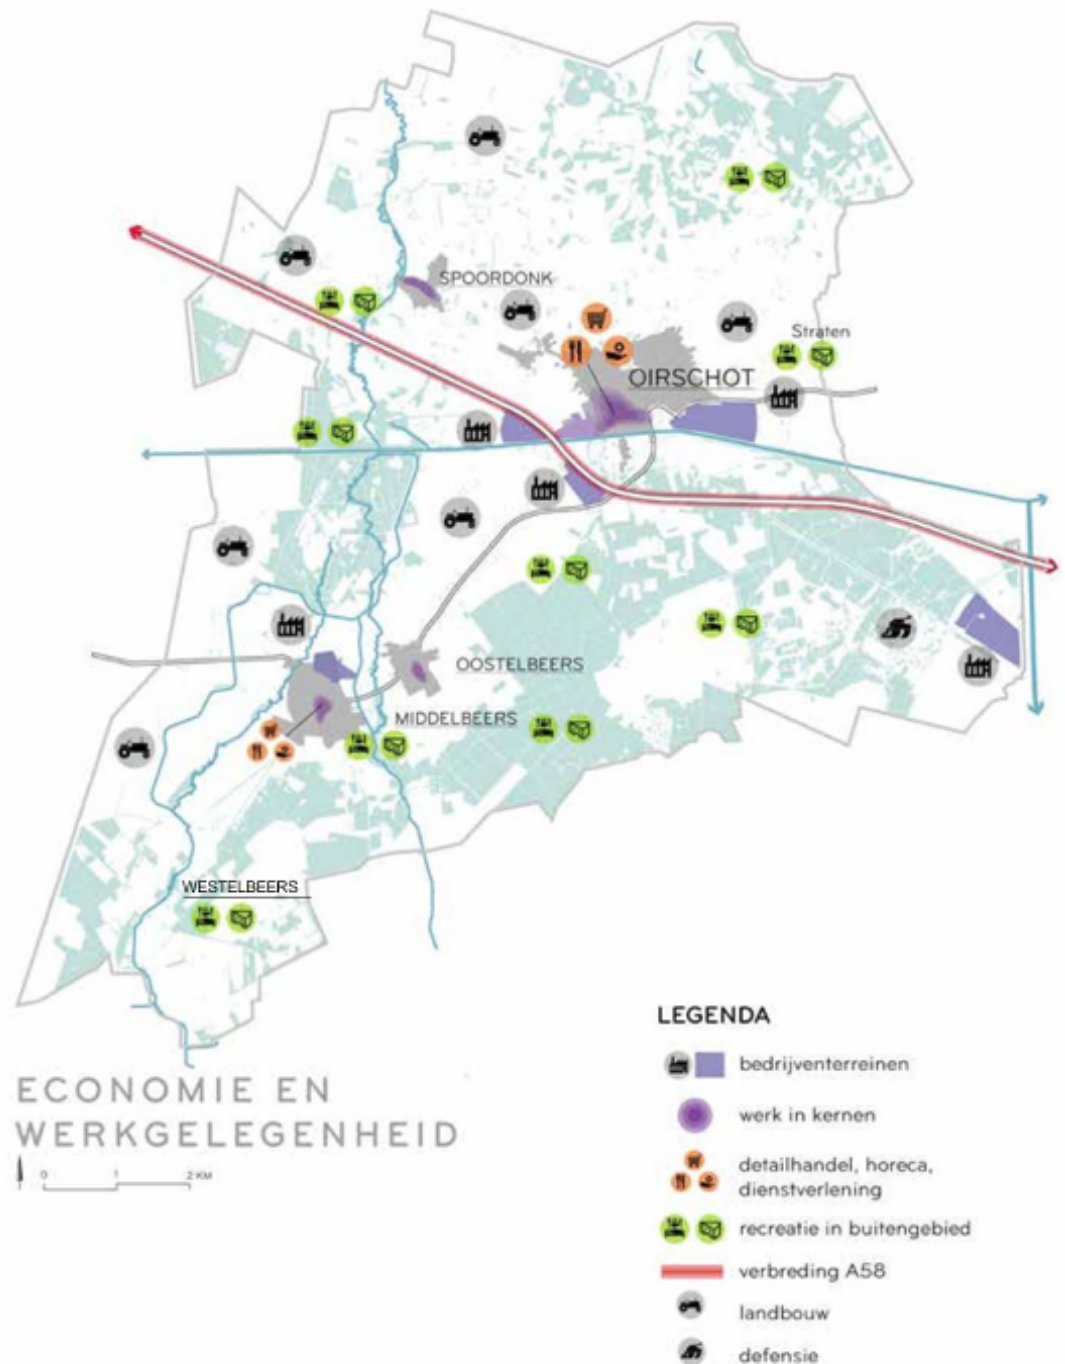 SPOORDONK
Straten
OIRSCHOT
OOSTELBEERS
MIDDELBEERS
WESTELBEERS
ECONOMIE EN
WERKGELEGENHEID
0 1 2 KM
LEGENDA
bedrijventerreinen
werk in kernen
detailhandel, horeca,
dienstverlening
recreatie in buitengebied
verbreding A58
landbouw
defensie